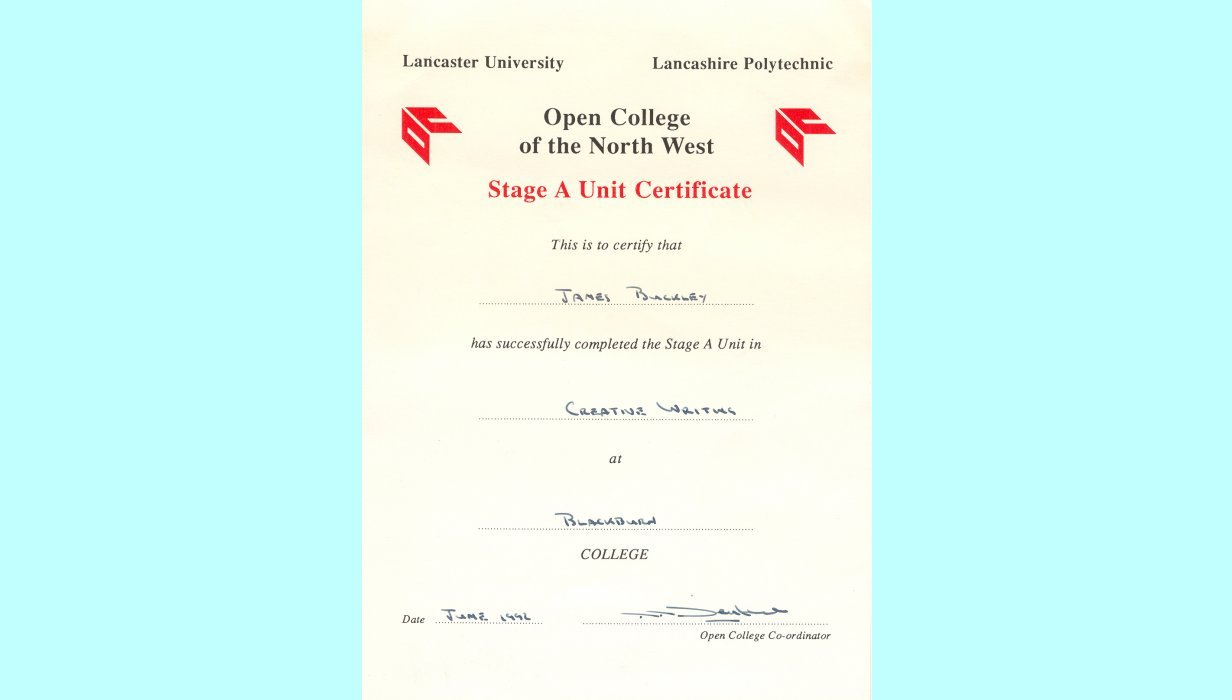 Lancaster University Lancashire Polytechnic
Open College
of the North West
Stage A Unit Certificate
This is to certify that
JAMES BUCKLEY
has successfully completed the Stage A Unit in
CREATIVE WRITING
at
BLACKBURN
COLLEGE
Date JUNE 1992
Open College Co-ordinator